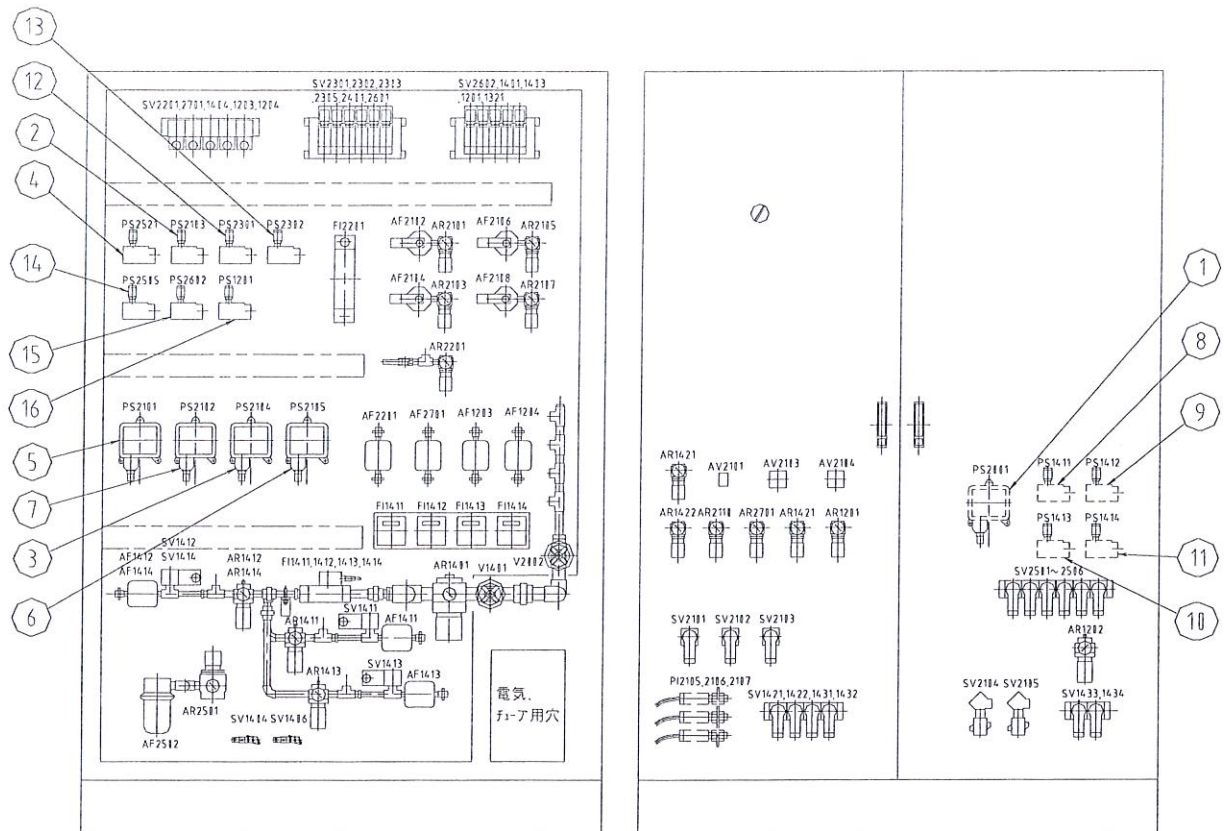 13
12
2
4
14
15
16
5
7
3
6
SV2201,2701,1404,1203,1204
SV2301,2302,2303
,2305,2401,2601
SV2602,1401,1403
,1201,1321
PS2521 PS2103 PS2301 PS2302
FI2201
AF2102 AR2101 AF2106 AR2105
PS2505 PS2602 PS1201
AF2104 AR2103 AF2108 AR2107
AR2201
PS2101 PS2102 PS2104 PS2105
AF2201 AF2701 AF1203 AF1204
FI1411 FI1412 FI1413 FI1414
SV1412
SV1414
AF1412
AF1414
AR1412
AR1414
FI1411,1412,1413,1414
AR1401
V1401
V2002
SV1411
AR1411
AF1411
SV1413
AR1413
AF1413
AR2501
AF2502
SV1404 SV1406
電気、
チューブ用穴
1
8
9
11
10
AR1421 AV2101 AV2103 AV2104
AR1422 AR2110 AR2701 AR1421 AR1201
PS2001
PS1411 PS1412
PS1413 PS1414
SV2501~2506
SV2101 SV2102 SV2103
AR1202
PI2105,2106,2107
SV1421,1422,1431,1432
SV2104 SV2105
SV1433,1434